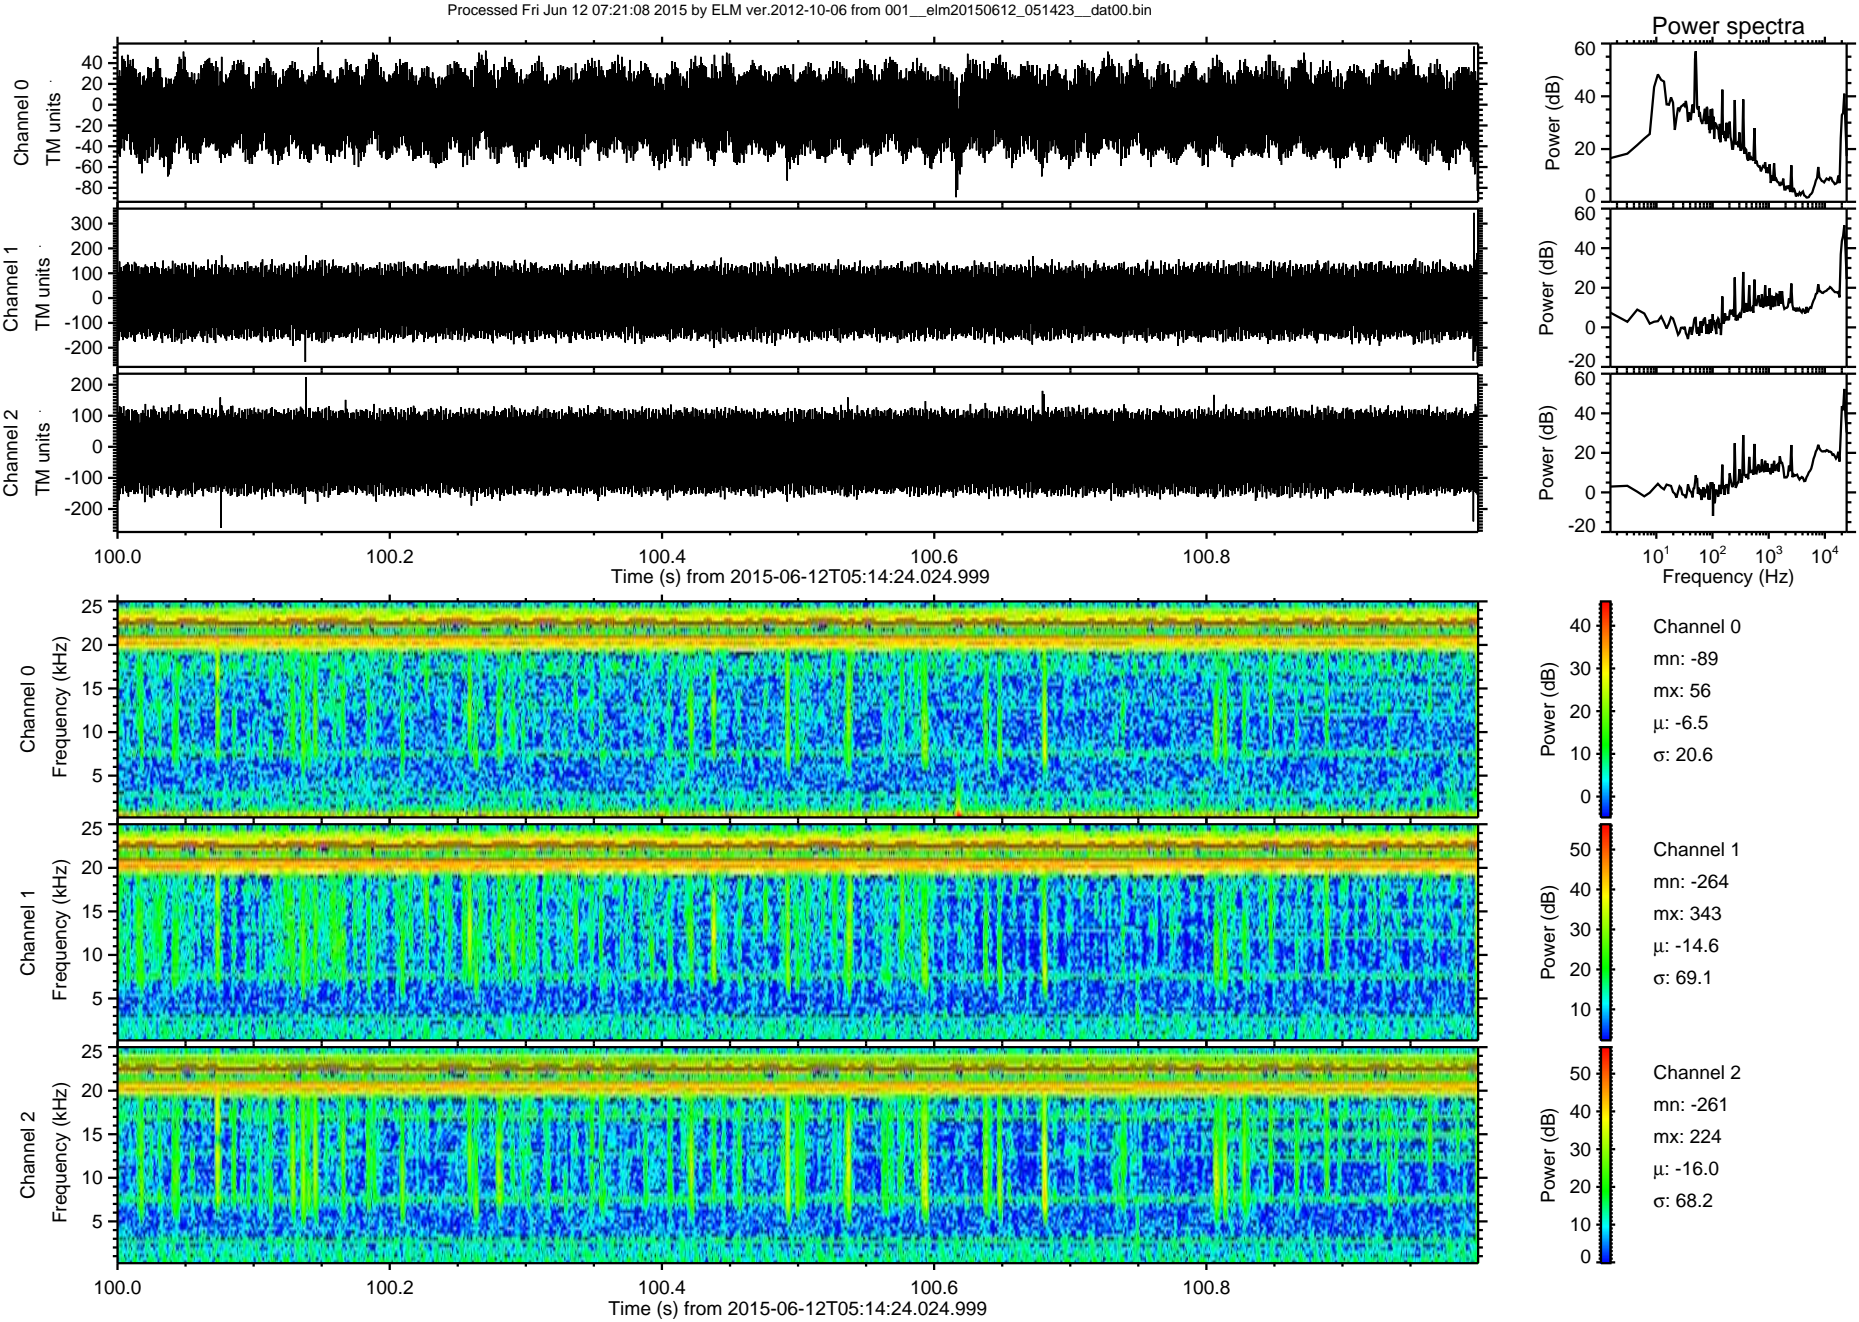 Processed Fri Jun 12 07:21:08 2015 by ELM ver.2012-10-06 from 001__elm20150612_051423__dat00.bin
Power spectra
Channel 0
TM units
40
20
0
-20
-40
-60
-80
Power (dB)
60
40
20
0
Channel 1
TM units
300
200
100
0
-100
-200
Power (dB)
60
40
20
0
-20
Channel 2
TM units
200
100
0
-100
-200
Power (dB)
60
40
20
0
-20
100.0 100.2 100.4 100.6 100.8
Time (s) from 2015-06-12T05:14:24.024.999
10^1 10^2 10^3 10^4
Frequency (Hz)
Channel 0
Frequency (kHz)
25
20
15
10
5
Power (dB)
40
30
20
10
0
Channel 0
mn: -89
mx: 56
μ: -6.5
σ: 20.6
Channel 1
Frequency (kHz)
25
20
15
10
5
Power (dB)
50
40
30
20
10
Channel 1
mn: -264
mx: 343
μ: -14.6
σ: 69.1
Channel 2
Frequency (kHz)
25
20
15
10
5
Power (dB)
50
40
30
20
10
0
Channel 2
mn: -261
mx: 224
μ: -16.0
σ: 68.2
100.0 100.2 100.4 100.6 100.8
Time (s) from 2015-06-12T05:14:24.024.999